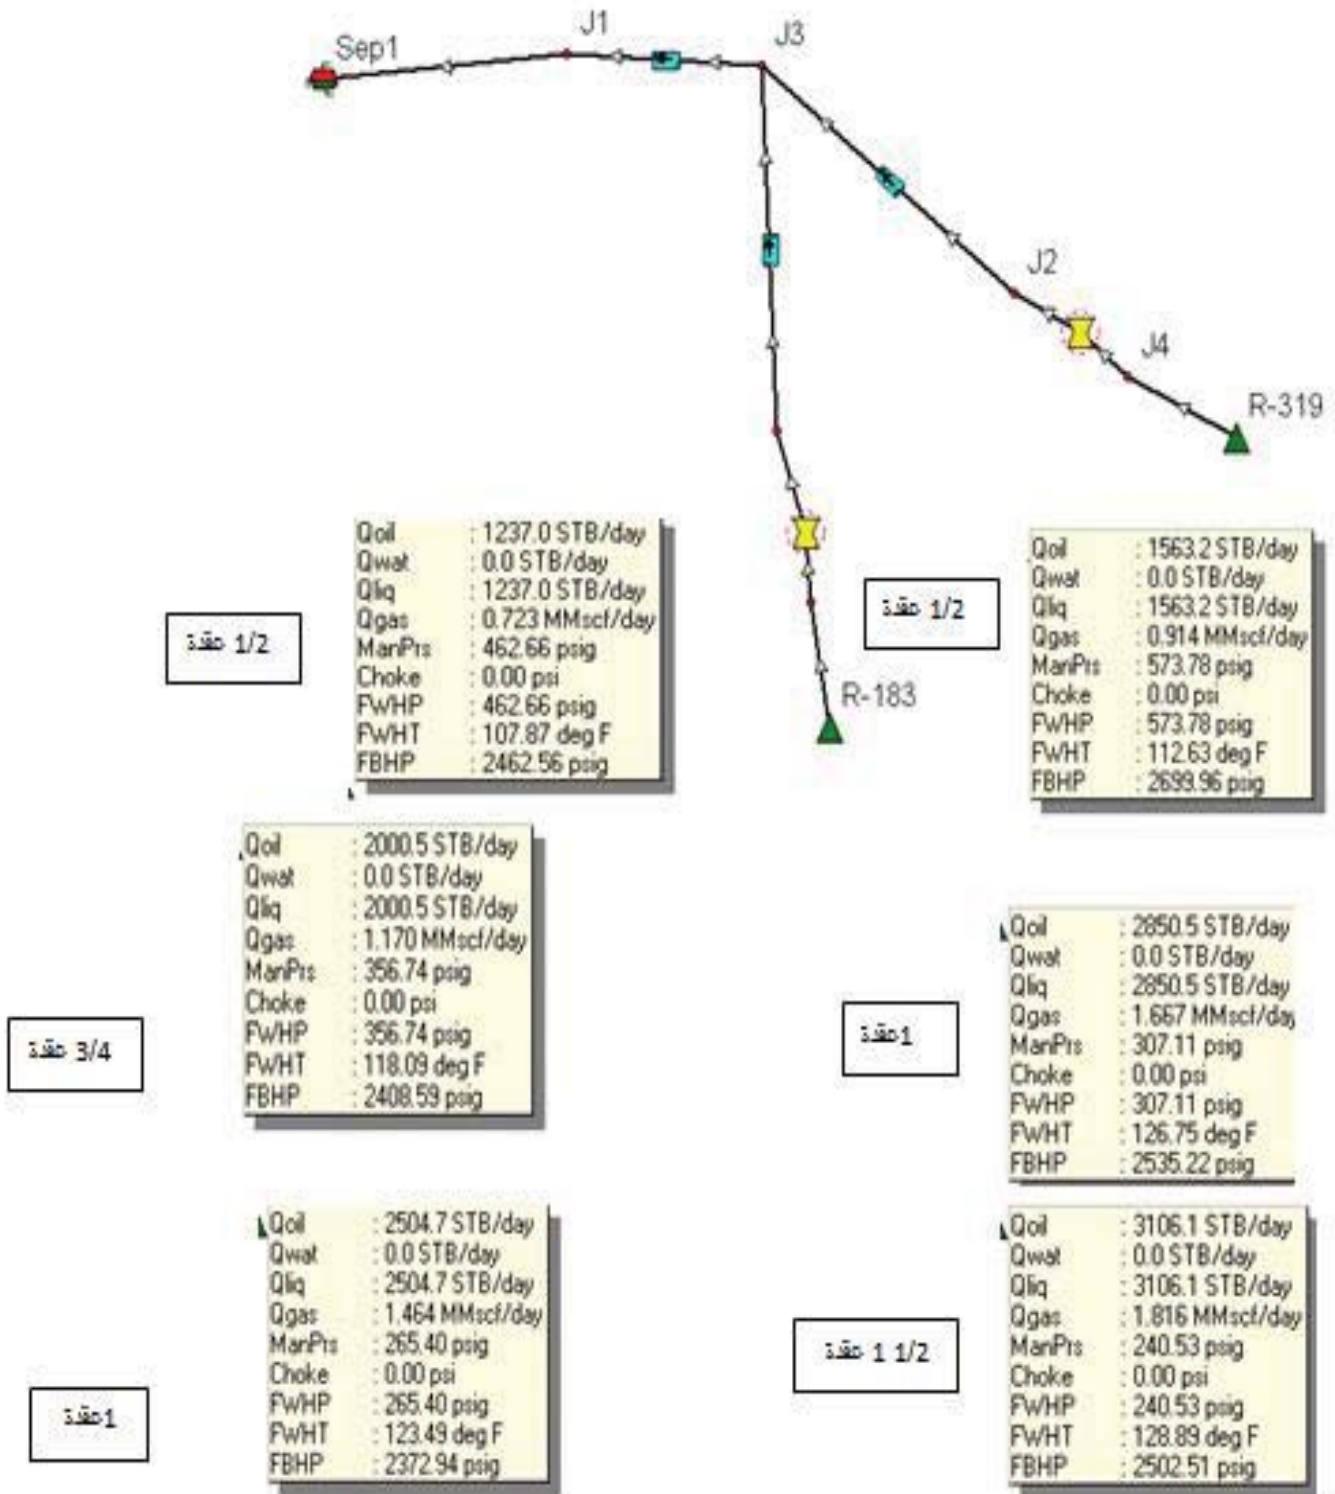 Sep1
J1
J3
J2
J4
R-319
R-183
1/2
Qoil : 1237.0 STB/day
Qwat : 0.0 STB/day
Qliq : 1237.0 STB/day
Qgas : 0.723 MMscf/day
ManPrs : 462.66 psig
Choke : 0.00 psi
FWHP : 462.66 psig
FWHT : 107.87 deg F
FBHP : 2462.56 psig
1/2
Qoil : 1563.2 STB/day
Qwat : 0.0 STB/day
Qliq : 1563.2 STB/day
Qgas : 0.914 MMscf/day
ManPrs : 573.78 psig
Choke : 0.00 psi
FWHP : 573.78 psig
FWHT : 112.63 deg F
FBHP : 2699.96 psig
3/4
Qoil : 2000.5 STB/day
Qwat : 0.0 STB/day
Qliq : 2000.5 STB/day
Qgas : 1.170 MMscf/day
ManPrs : 356.74 psig
Choke : 0.00 psi
FWHP : 356.74 psig
FWHT : 118.09 deg F
FBHP : 2408.59 psig
1
Qoil : 2850.5 STB/day
Qwat : 0.0 STB/day
Qliq : 2850.5 STB/day
Qgas : 1.667 MMscf/day
ManPrs : 307.11 psig
Choke : 0.00 psi
FWHP : 307.11 psig
FWHT : 126.75 deg F
FBHP : 2535.22 psig
1
Qoil : 2504.7 STB/day
Qwat : 0.0 STB/day
Qliq : 2504.7 STB/day
Qgas : 1.464 MMscf/day
ManPrs : 265.40 psig
Choke : 0.00 psi
FWHP : 265.40 psig
FWHT : 123.49 deg F
FBHP : 2372.94 psig
1 1/2
Qoil : 3106.1 STB/day
Qwat : 0.0 STB/day
Qliq : 3106.1 STB/day
Qgas : 1.816 MMscf/day
ManPrs : 240.53 psig
Choke : 0.00 psi
FWHP : 240.53 psig
FWHT : 128.89 deg F
FBHP : 2502.51 psig